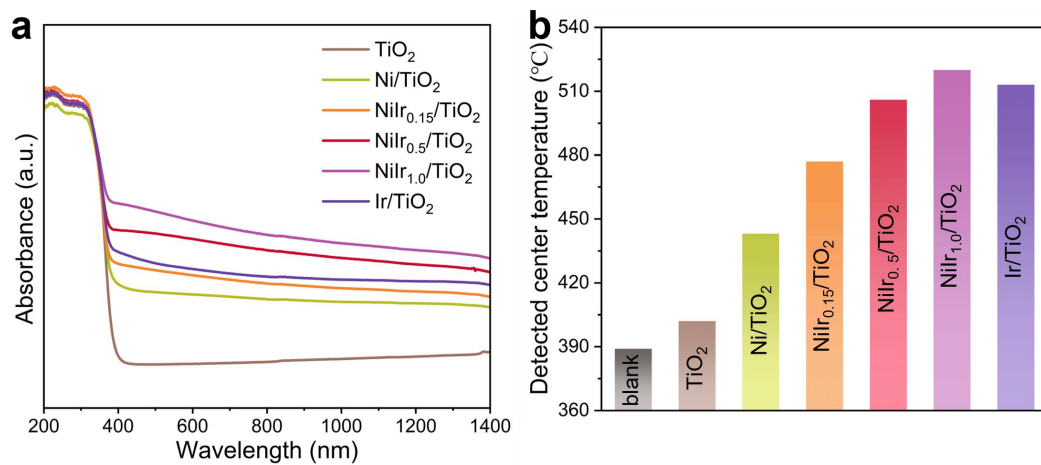 a
Absorbance (a.u.)
TiO₂
Ni/TiO₂
NiIr₀.₁₅/TiO₂
NiIr₀.₅/TiO₂
NiIr₁.₀/TiO₂
Ir/TiO₂
200 400 600 800 1000 1200 1400
Wavelength (nm)
b
Detected center temperature (°C)
540
510
480
450
420
390
360
blank
TiO₂
Ni/TiO₂
NiIr₀.₁₅/TiO₂
NiIr₀.₅/TiO₂
NiIr₁.₀/TiO₂
Ir/TiO₂